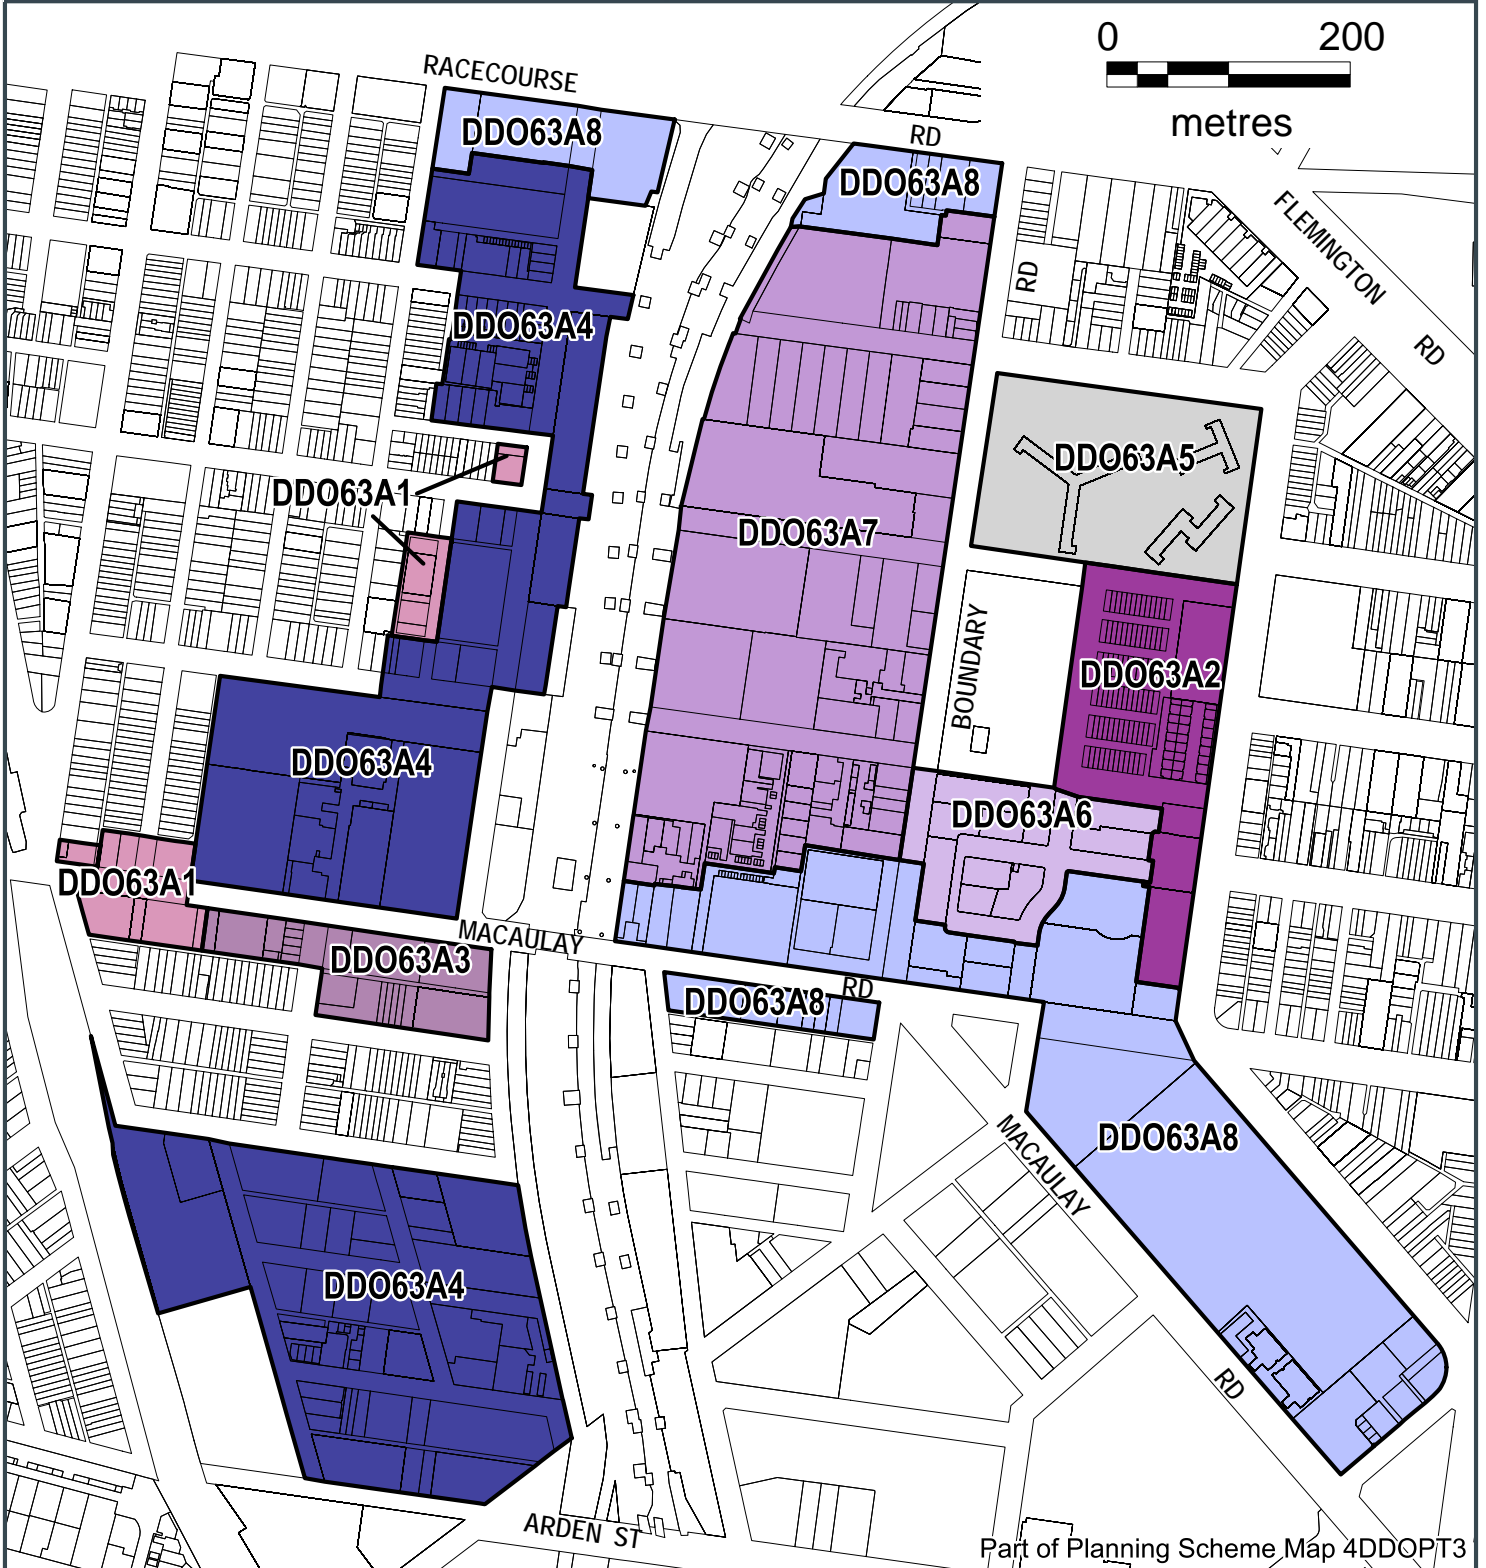 0 200
metres
RACECOURSE
RD
DDO63A8
DDO63A8
FLEMINGTON
RD
RD
DDO63A4
DDO63A5
DDO63A1
DDO63A7
BOUNDARY
DDO63A2
DDO63A4
DDO63A6
DDO63A1
MACAULAY
RD
DDO63A3
DDO63A8
MACAULAY
RD
DDO63A8
DDO63A4
ARDEN ST
Part of Planning Scheme Map 4DDOPT3